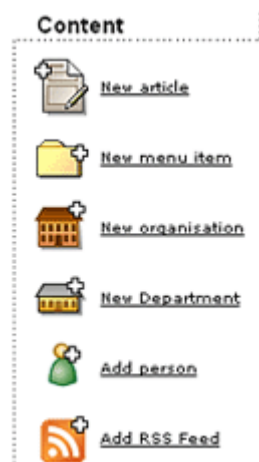 Content
New article
New menu item
New organisation
New Department
Add person
Add RSS Feed